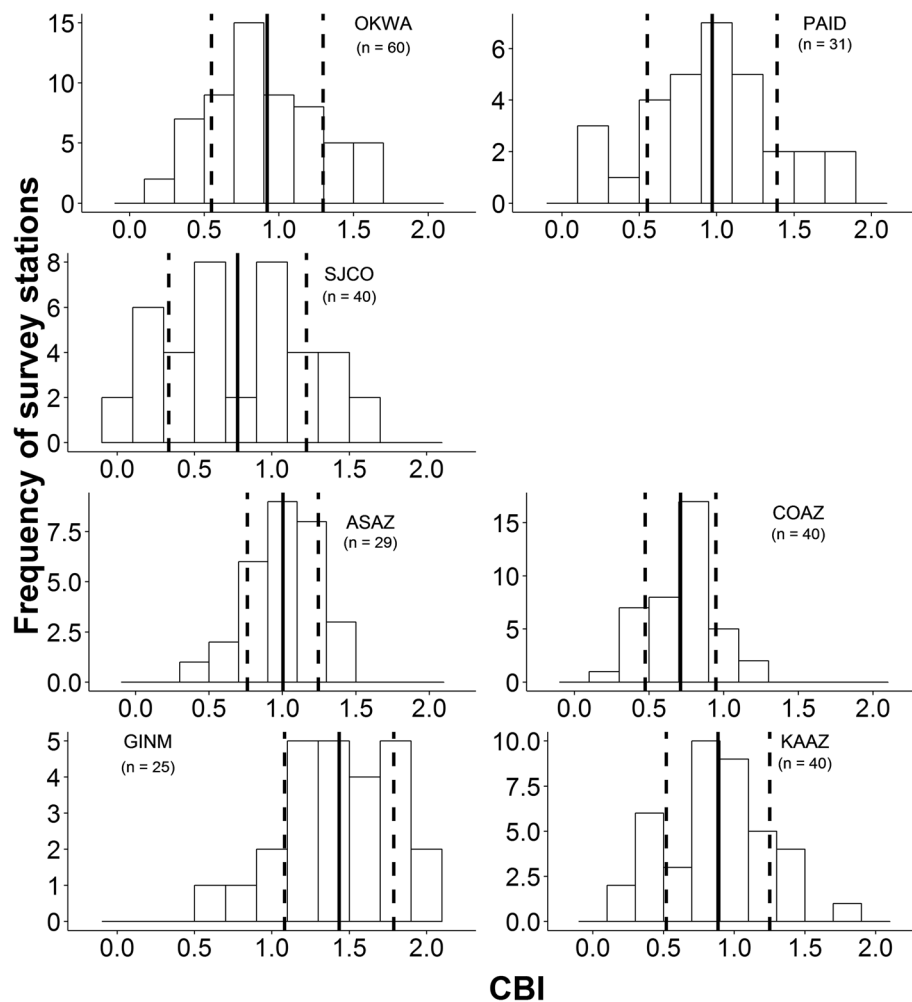 Frequency of survey stations
OKWA
(n = 60)
15
10
5
0
0.0 0.5 1.0 1.5 2.0
PAID
(n = 31)
6
4
2
0
0.0 0.5 1.0 1.5 2.0
SJCO
(n = 40)
8
6
4
2
0
0.0 0.5 1.0 1.5 2.0
ASAZ
(n = 29)
7.5
5.0
2.5
0.0
0.0 0.5 1.0 1.5 2.0
COAZ
(n = 40)
15
10
5
0
0.0 0.5 1.0 1.5 2.0
GINM
(n = 25)
5
4
3
2
1
0
0.0 0.5 1.0 1.5 2.0
KAAZ
(n = 40)
10.0
7.5
5.0
2.5
0.0
0.0 0.5 1.0 1.5 2.0
CBI